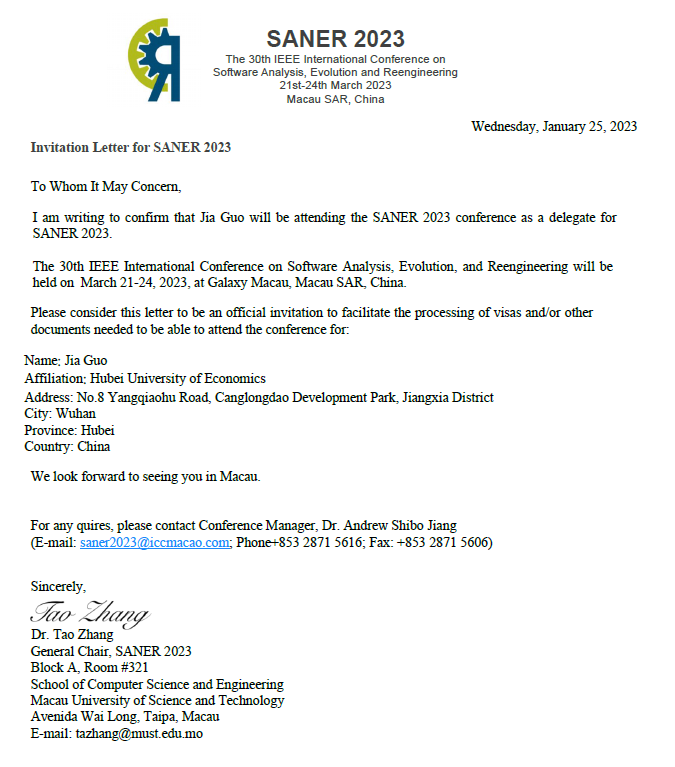 SANER 2023
The 30th IEEE International Conference on
Software Analysis, Evolution and Reengineering
21st-24th March 2023
Macau SAR, China
Wednesday, January 25, 2023
Invitation Letter for SANER 2023
To Whom It May Concern,
I am writing to confirm that Jia Guo will be attending the SANER 2023 conference as a delegate for
SANER 2023.
The 30th IEEE International Conference on Software Analysis, Evolution, and Reengineering will be
held on March 21-24, 2023, at Galaxy Macau, Macau SAR, China.
Please consider this letter to be an official invitation to facilitate the processing of visas and/or other
documents needed to be able to attend the conference for:
Name: Jia Guo
Affiliation: Hubei University of Economics
Address: No.8 Yangqiaohu Road, Canglongdao Development Park, Jiangxia District
City: Wuhan
Province: Hubei
Country: China
We look forward to seeing you in Macau.
For any quires, please contact Conference Manager, Dr. Andrew Shibo Jiang
(E-mail: saner2023@iccmacao.com; Phone+853 2871 5616; Fax: +853 2871 5606)
Sincerely,
Tao Zhang
Dr. Tao Zhang
General Chair, SANER 2023
Block A, Room #321
School of Computer Science and Engineering
Macau University of Science and Technology
Avenida Wai Long, Taipa, Macau
E-mail: tazhang@must.edu.mo